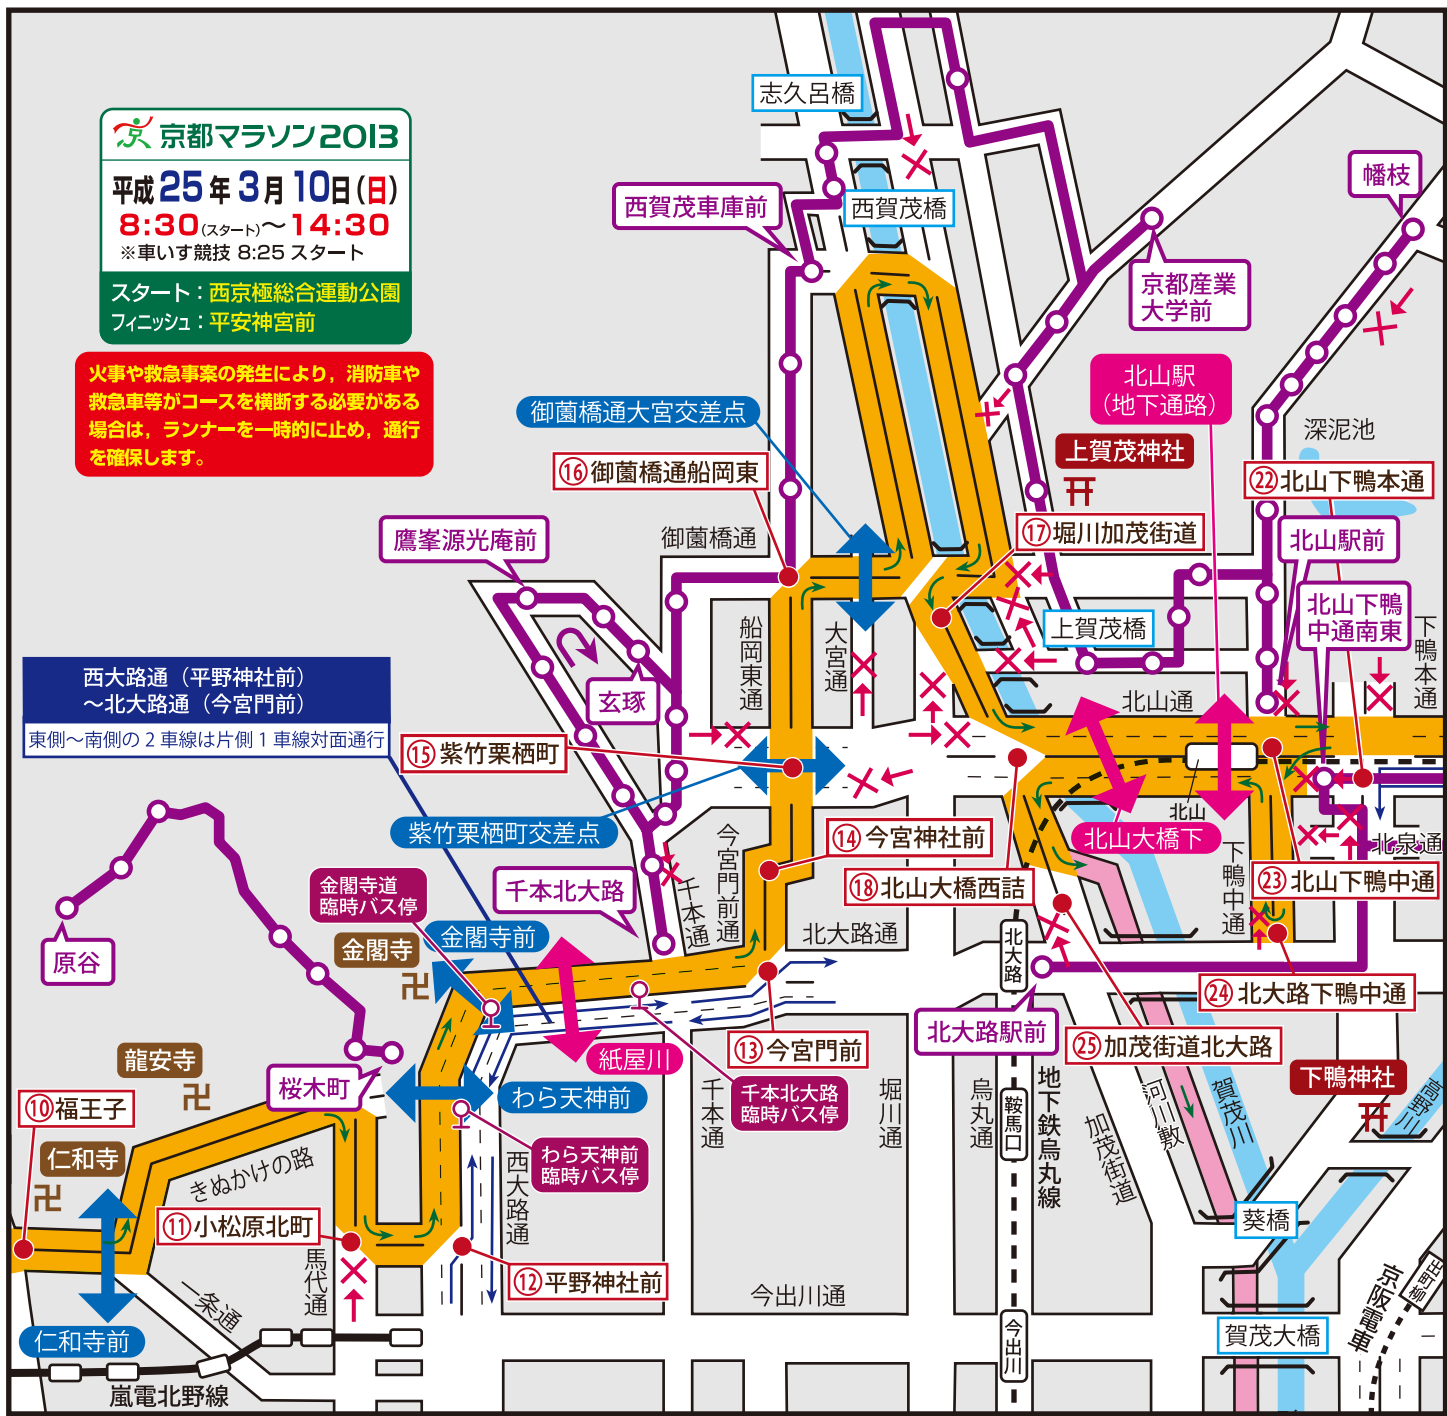 京都マラソン2013
平成25年3月10日(日)
8:30(スタート)～14:30
※車いす競技 8:25 スタート
スタート：西京極総合運動公園
フィニッシュ：平安神宮前
火事や救急事案の発生により，消防車や
救急車等がコースを横断する必要がある
場合は，ランナーを一時的に止め，通行
を確保します。
志久呂橋
西賀茂車庫前
西賀茂橋
幡枝
京都産業
大学前
北山駅
（地下通路）
御薗橋通大宮交差点
深泥池
上賀茂神社
⑯御薗橋通船岡東
㉒北山下鴨本通
鷹峯源光庵前
御薗橋通
⑰堀川加茂街道
北山駅前
北山下鴨
中通南東
上賀茂橋
下鴨本通
船岡東通
大宮通
西大路通（平野神社前）
～北大路通（今宮門前）
東側～南側の2車線は片側1車線対面通行
玄琢
北山通
⑮紫竹栗栖町
北山
紫竹栗栖町交差点
今宮門前通
⑭今宮神社前
北山大橋下
北泉通
下鴨中通
金閣寺道
臨時バス停
千本北大路
千本通
⑱北山大橋西詰
㉓北山下鴨中通
金閣寺前
金閣寺
卍
北大路通
北大路
原谷
㉔北大路下鴨中通
北大路駅前
⑬今宮門前
㉕加茂街道北大路
龍安寺
卍
紙屋川
桜木町
わら天神前
千本北大路
臨時バス停
千本通
堀川通
烏丸通
鞍馬口
地下鉄烏丸線
加茂街道
河川敷
賀茂川
下鴨神社
高野川
⑩福王子
仁和寺
卍
きぬかけの路
わら天神前
臨時バス停
西大路通
⑪小松原北町
葵橋
馬代通
⑫平野神社前
一条通
今出川通
今出川
賀茂大橋
京阪電車
出町柳
仁和寺前
嵐電北野線